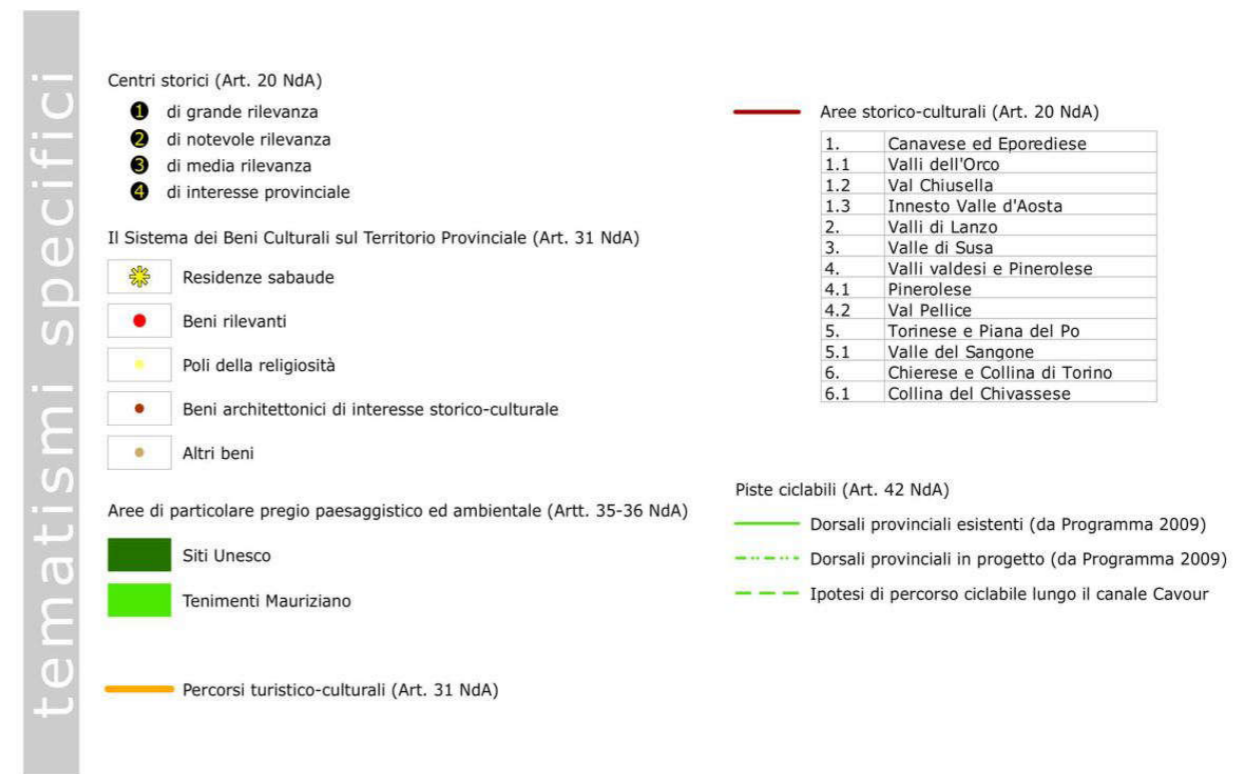 tematismi specifici
Centri storici (Art. 20 NdA)
1 di grande rilevanza
2 di notevole rilevanza
3 di media rilevanza
4 di interesse provinciale
Il Sistema dei Beni Culturali sul Territorio Provinciale (Art. 31 NdA)
Residenze sabaude
Beni rilevanti
Poli della religiosità
Beni architettonici di interesse storico-culturale
Altri beni
Aree di particolare pregio paesaggistico ed ambientale (Artt. 35-36 NdA)
Siti Unesco
Tenimenti Mauriziano
Percorsi turistico-culturali (Art. 31 NdA)
Aree storico-culturali (Art. 20 NdA)
1. Canavese ed Eporediese
1.1 Valli dell'Orco
1.2 Val Chiusella
1.3 Innesto Valle d'Aosta
2. Valli di Lanzo
3. Valle di Susa
4. Valli valdesi e Pinerolese
4.1 Pinerolese
4.2 Val Pellice
5. Torinese e Piana del Po
5.1 Valle del Sangone
6. Chierese e Collina di Torino
6.1 Collina del Chivassese
Piste ciclabili (Art. 42 NdA)
Dorsali provinciali esistenti (da Programma 2009)
Dorsali provinciali in progetto (da Programma 2009)
Ipotesi di percorso ciclabile lungo il canale Cavour